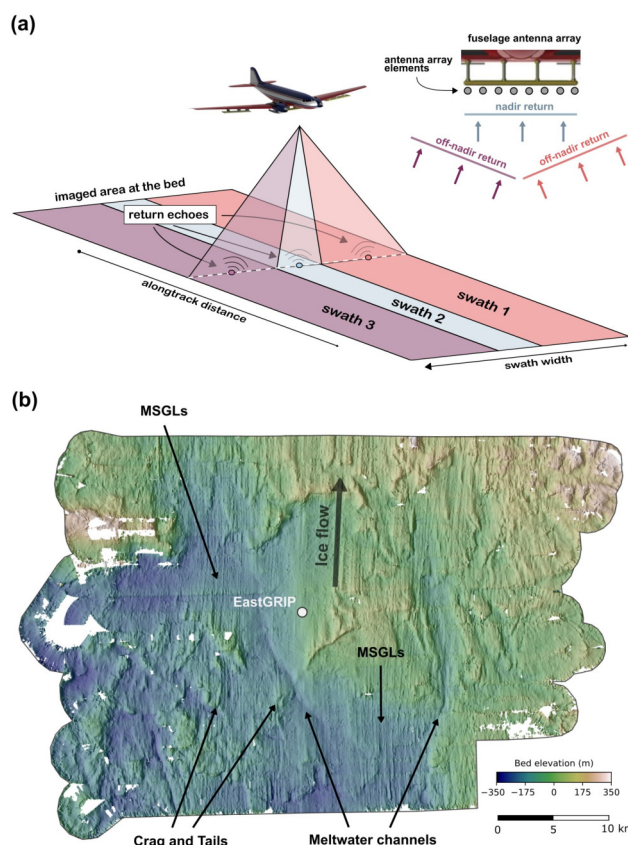 (a)
fuselage antenna array
antenna array
elements
nadir return
off-nadir return
off-nadir return
imaged area at the bed
return echoes
alongtrack distance
swath 1
swath 2
swath 3
swath width
(b)
MSGLs
Ice flow
EastGRIP
MSGLs
Bed elevation (m)
−350 0 350
0 5 10 km
Crag and Tails
Meltwater channels